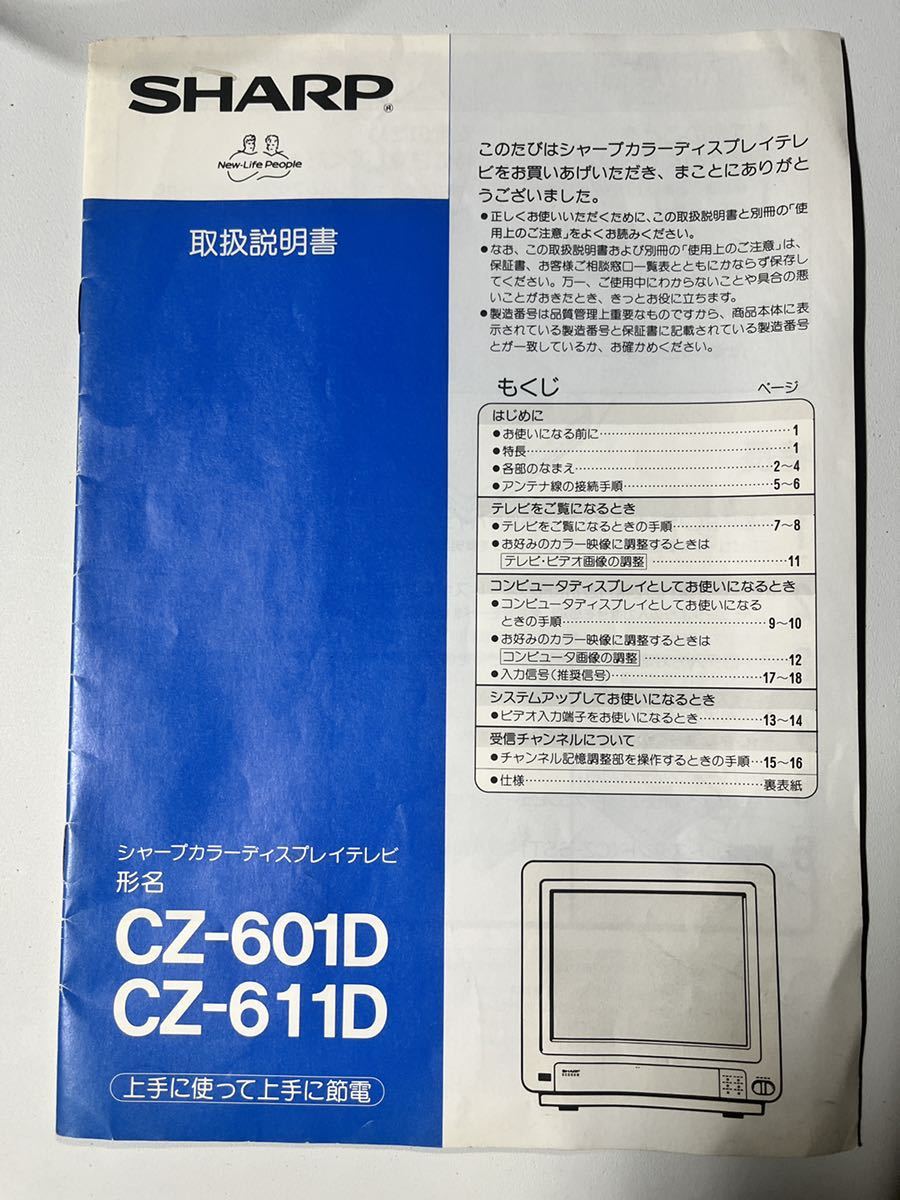 SHARP®
New-Life People
取扱説明書
シャープカラーディスプレイテレビ
形名
CZ-601D
CZ-611D
上手に使って上手に節電
このたびはシャープカラーディスプレイテレ
ビをお買いあげいただき、まことにありがと
うございました。
●正しくお使いいただくために、この取扱説明書と別冊の「使
用上のご注意」をよくお読みください。
●なお、この取扱説明書および別冊の「使用上のご注意」は、
保証書、お客様ご相談窓口一覧表とともにかならず保存し
てください。万一、ご使用中にわからないことや具合の悪
いことがおきたとき、きっとお役に立ちます。
●製造番号は品質管理上重要なものですから、商品本体に表
示されている製造番号と保証書に記載されている製造番号
とが一致しているか、お確かめください。
もくじ ページ
はじめに
●お使いになる前に……1
●特長……1
●各部のなまえ……2〜4
●アンテナ線の接続手順……5〜6
テレビをご覧になるとき
●テレビをご覧になるときの手順……7〜8
●お好みのカラー映像に調整するときは
テレビ・ビデオ画像の調整……11
コンピュータディスプレイとしてお使いになるとき
●コンピュータディスプレイとしてお使いになる
ときの手順……9〜10
●お好みのカラー映像に調整するときは
コンピュータ画像の調整……12
●入力信号(推奨信号)……17〜18
システムアップしてお使いになるとき
●ビデオ入力端子をお使いになるとき……13〜14
受信チャンネルについて
●チャンネル記憶調整部を操作するときの手順…15〜16
●仕様……裏表紙
SHARP